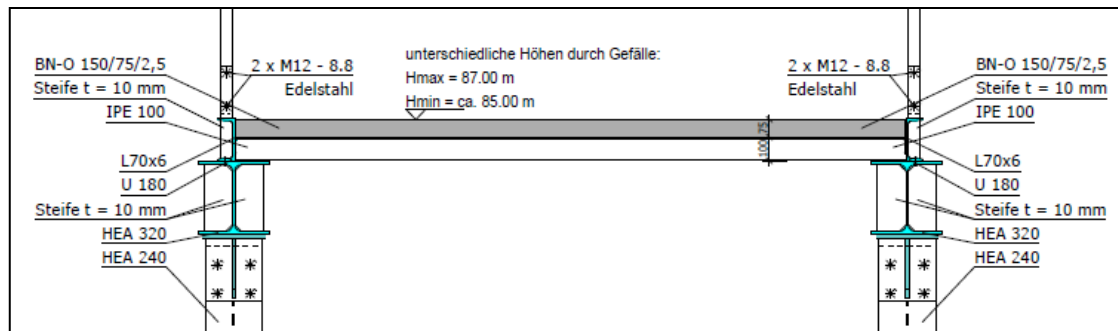 BN-O 150/75/2,5
Steife t = 10 mm
IPE 100
L70x6
U 180
Steife t = 10 mm
HEA 320
HEA 240
2 x M12 - 8.8
Edelstahl
unterschiedliche Höhen durch Gefälle:
Hmax = 87.00 m
Hmin = ca. 85.00 m
100 75
2 x M12 - 8.8
Edelstahl
BN-O 150/75/2,5
Steife t = 10 mm
IPE 100
L70x6
U 180
Steife t = 10 mm
HEA 320
HEA 240